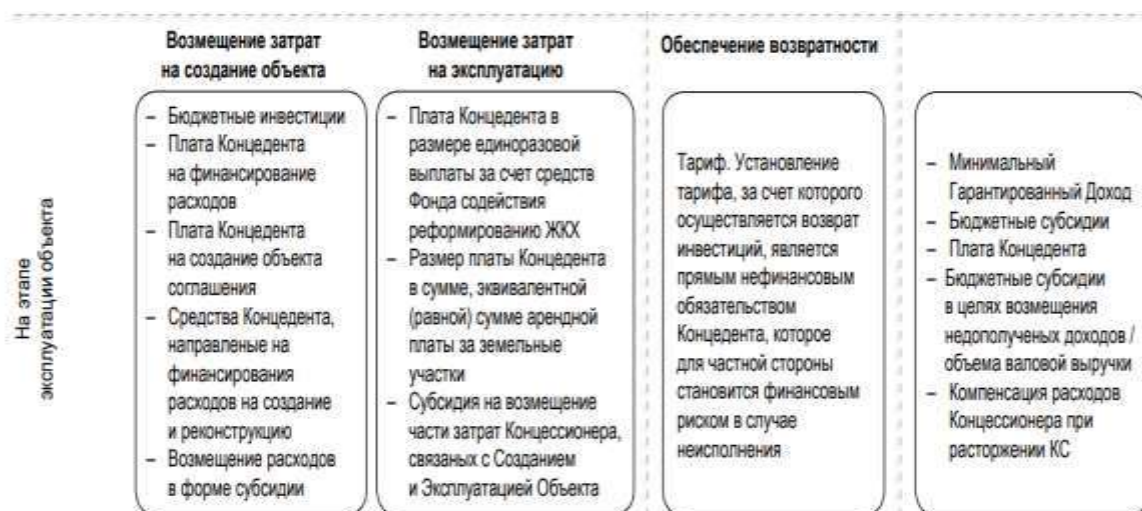 Возмещение затрат
на создание объекта
Возмещение затрат
на эксплуатацию
Обеспечение возвратности
На этапе
эксплуатации объекта
– Бюджетные инвестиции
– Плата Концедента
на финансирование
расходов
– Плата Концедента
на создание объекта
соглашения
– Средства Концедента,
направленые на
финансирования
расходов на создание
и реконструкцию
– Возмещение расходов
в форме субсидии
– Плата Концедента в
размере единоразовой
выплаты за счет средств
Фонда содействия
реформированию ЖКХ
– Размер платы Концедента
в сумме, эквивалентной
(равной) сумме арендной
платы за земельные
участки
– Субсидия на возмещение
части затрат Концессионера,
связаных с Созданием
и Эксплуатацией Объекта
Тариф. Установление
тарифа, за счет которого
осуществляется возврат
инвестиций, является
прямым нефинансовым
обязательством
Концедента, которое
для частной стороны
становится финансовым
риском в случае
неисполнения
– Минимальный
Гарантированный Доход
– Бюджетные субсидии
– Плата Концедента
– Бюджетные субсидии
в целях возмещения
недополученых доходов /
объема валовой выручки
– Компенсация расходов
Концессионера при
расторжении КС